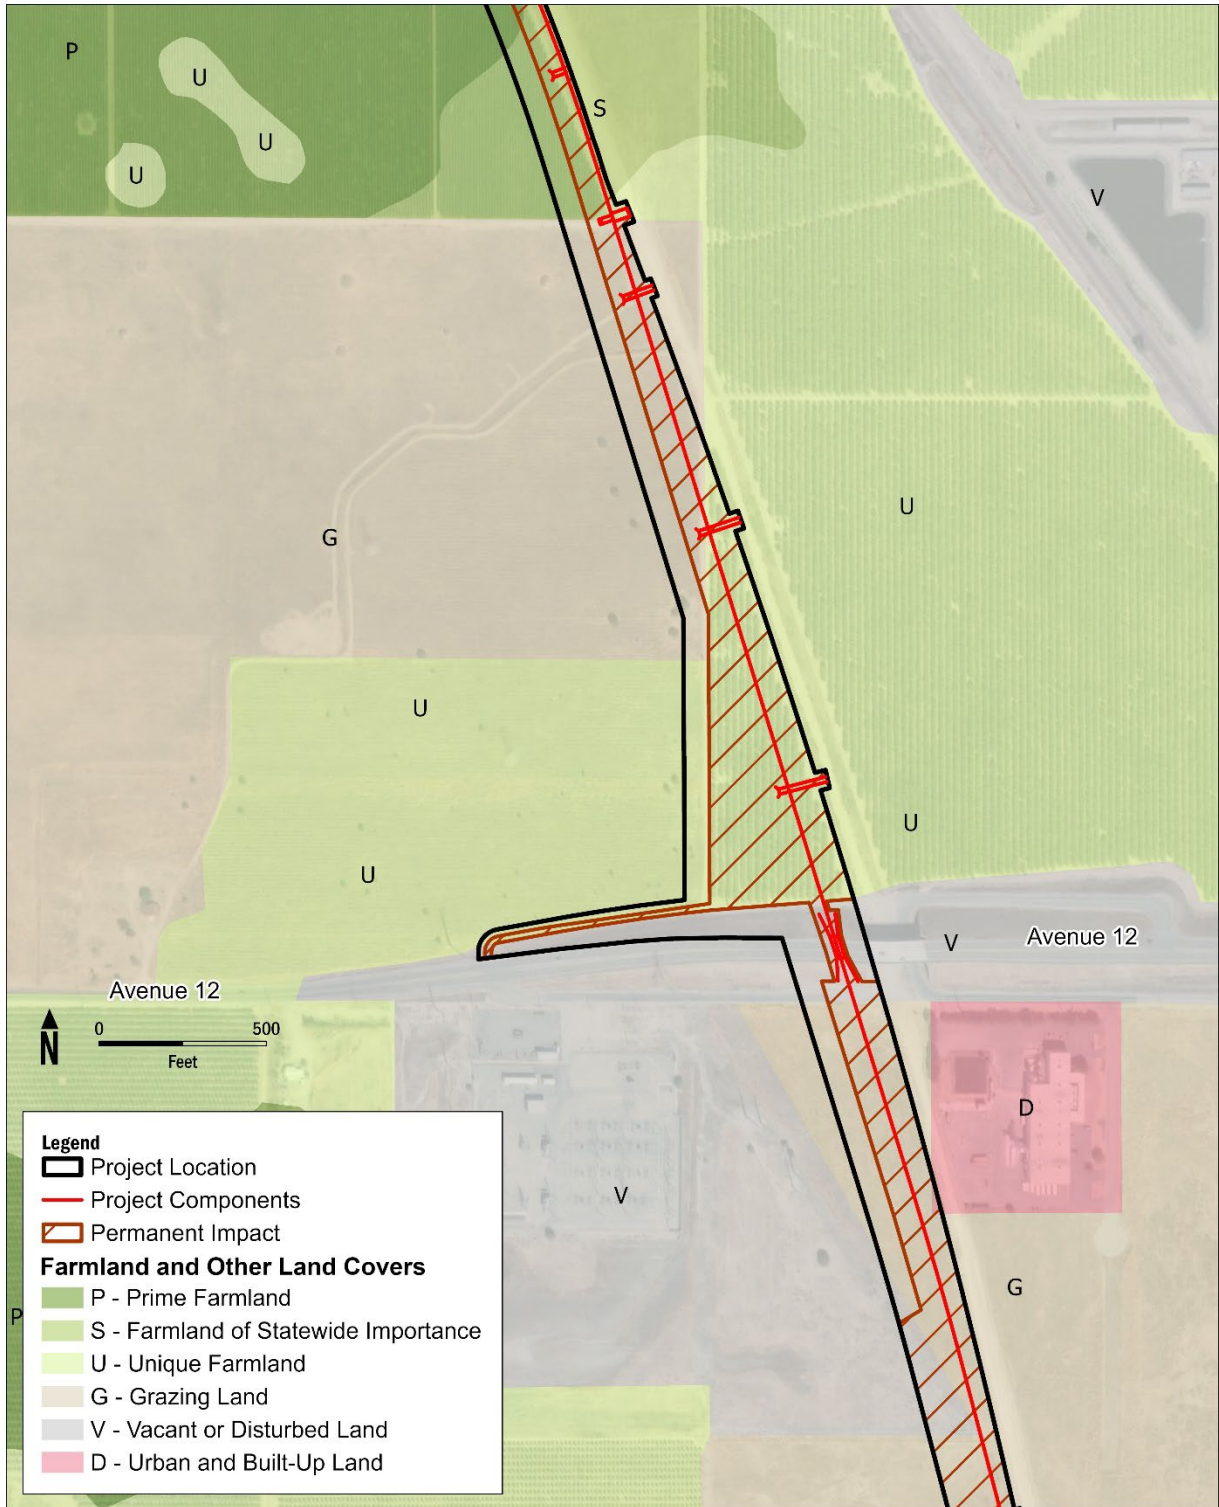 P
U
S
U
U
V
U
G
U
U
U
V
Avenue 12
Avenue 12
N
0 500
Feet
D
V
G
P
Legend
Project Location
Project Components
Permanent Impact
Farmland and Other Land Covers
P - Prime Farmland
S - Farmland of Statewide Importance
U - Unique Farmland
G - Grazing Land
V - Vacant or Disturbed Land
D - Urban and Built-Up Land